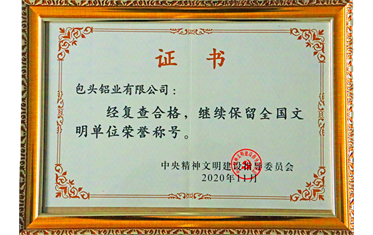 证书
包头铝业有限公司：
经复查合格，继续保留全国文
明单位荣誉称号。
中央精神文明建设指导委员会
2020年11月